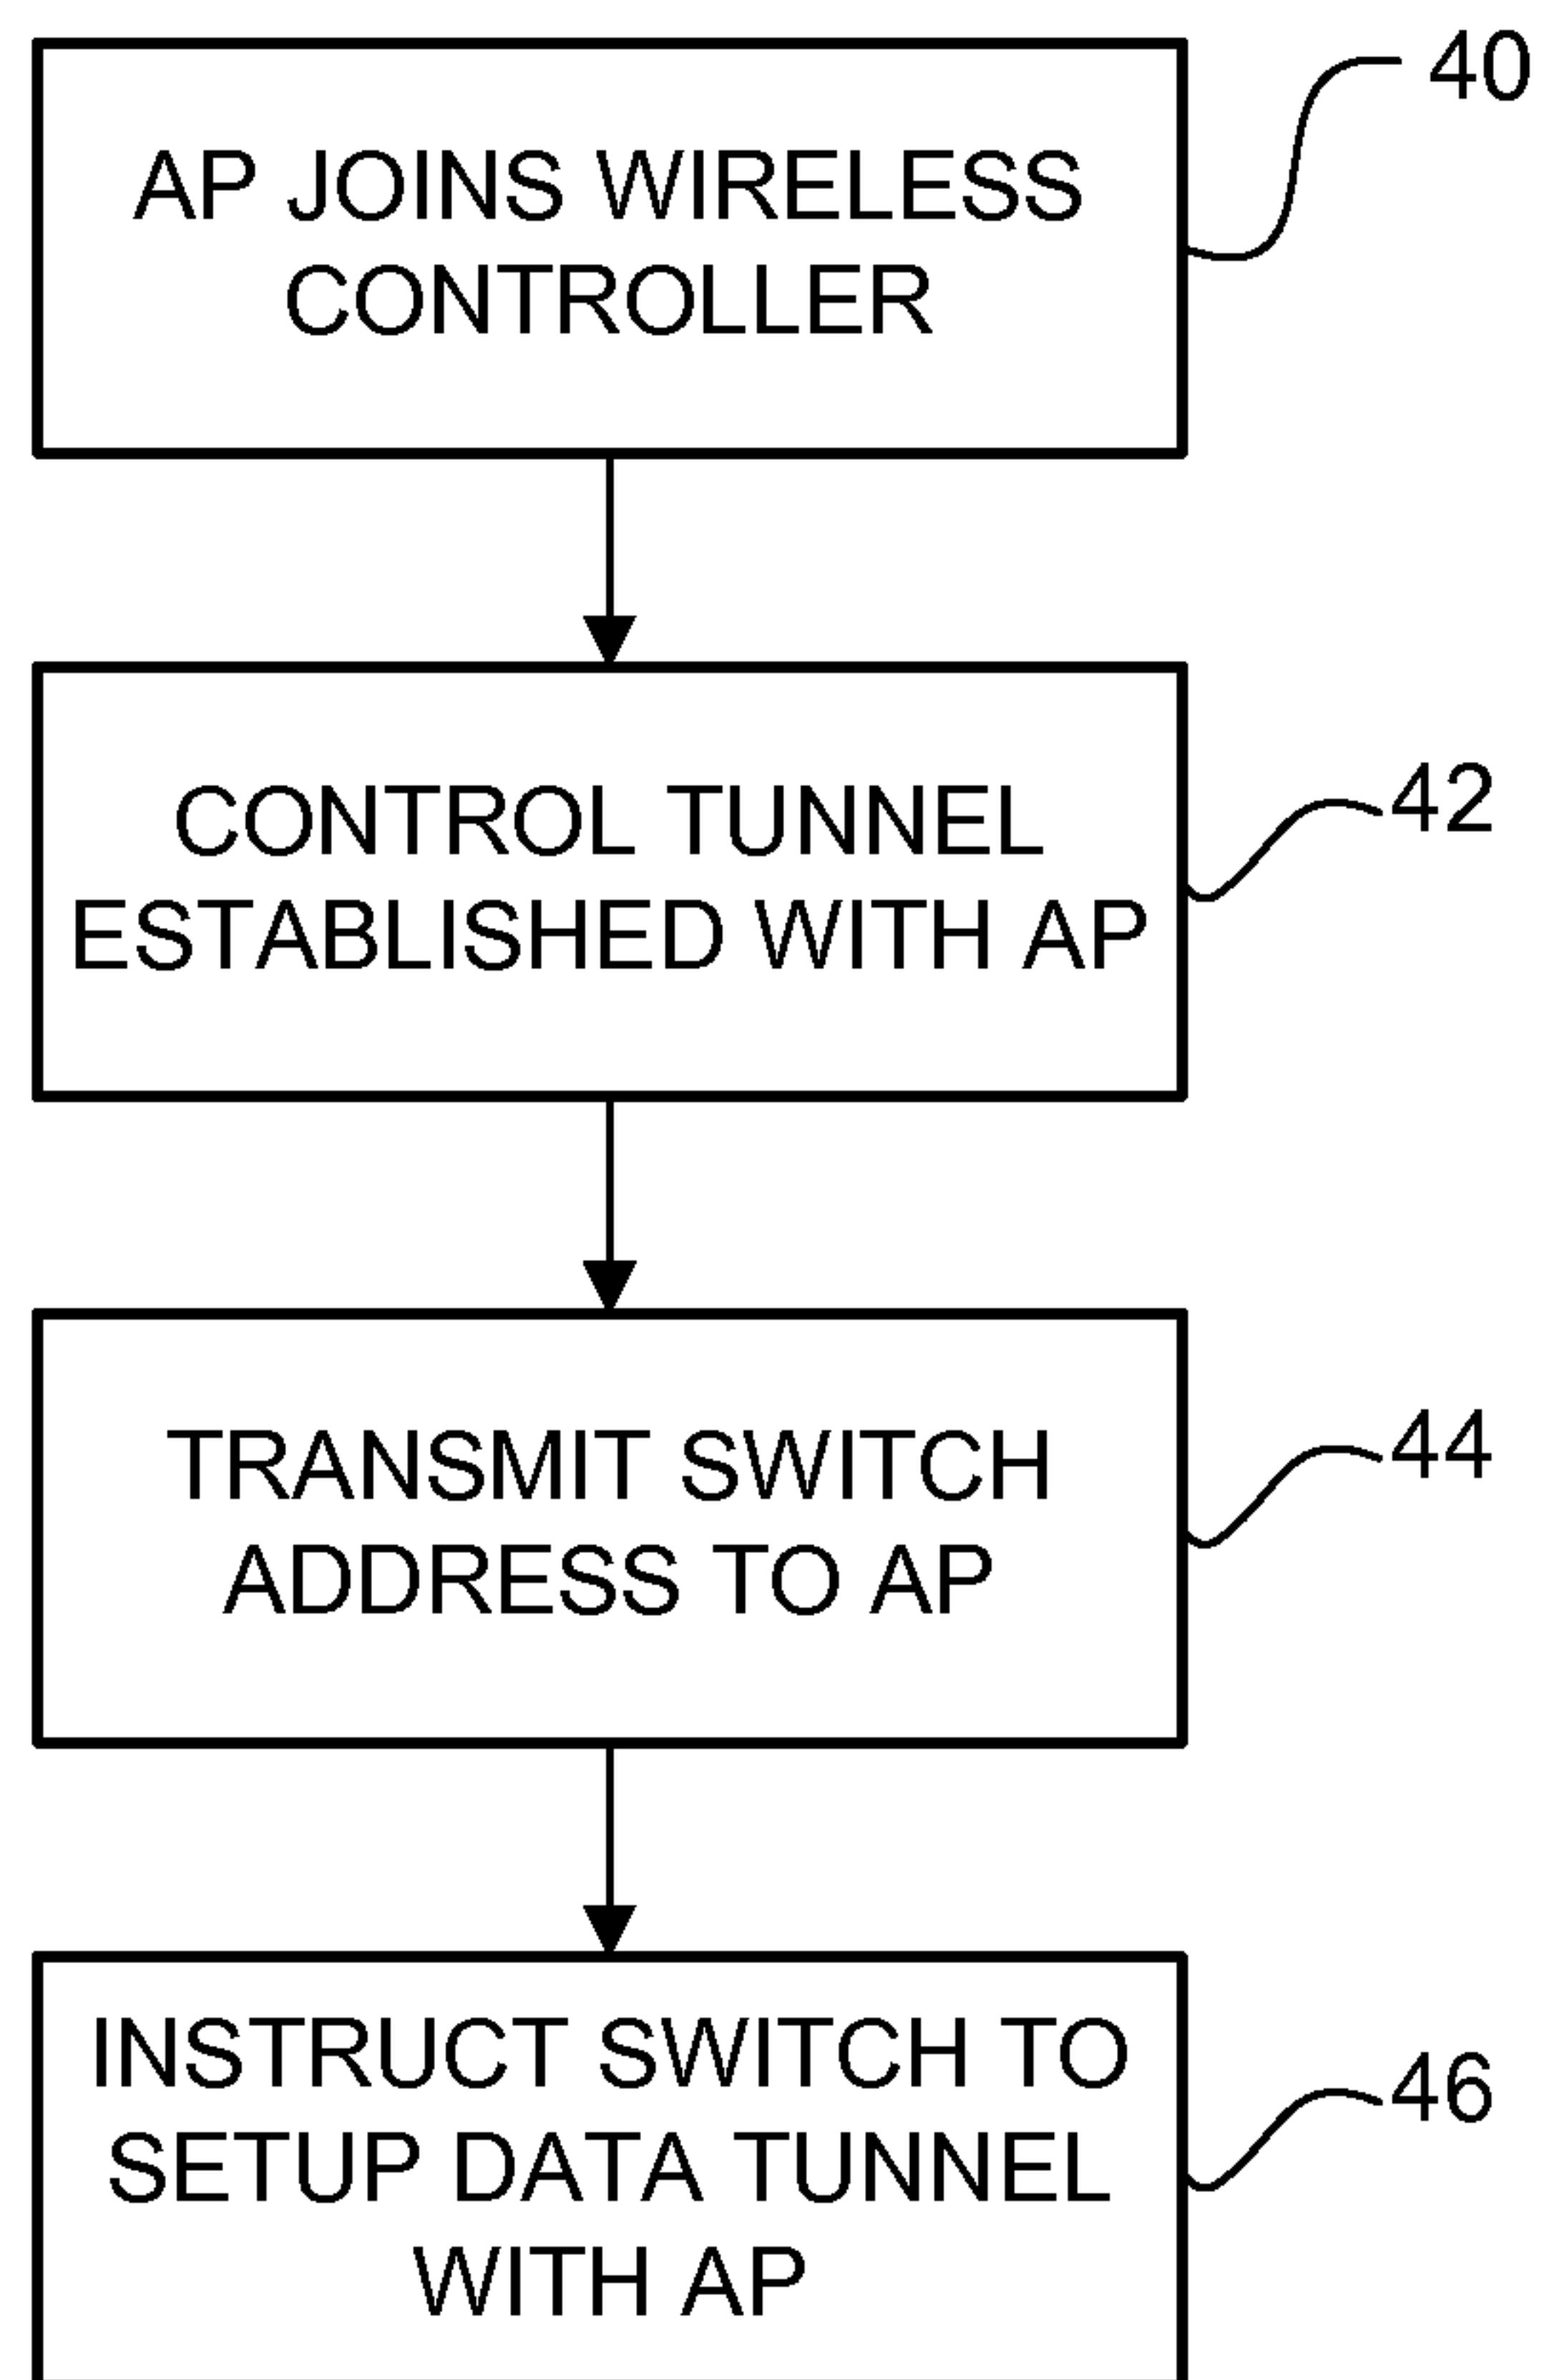 40
AP JOINS WIRELESS
CONTROLLER
42
CONTROL TUNNEL
ESTABLISHED WITH AP
44
TRANSMIT SWITCH
ADDRESS TO AP
46
INSTRUCT SWITCH TO
SETUP DATA TUNNEL
WITH AP